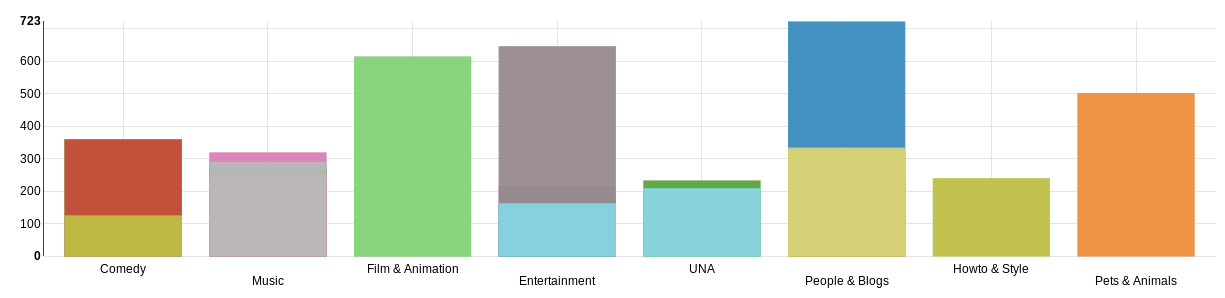 723
600
500
400
300
200
100
0
Comedy
Music
Film & Animation
Entertainment
UNA
People & Blogs
Howto & Style
Pets & Animals